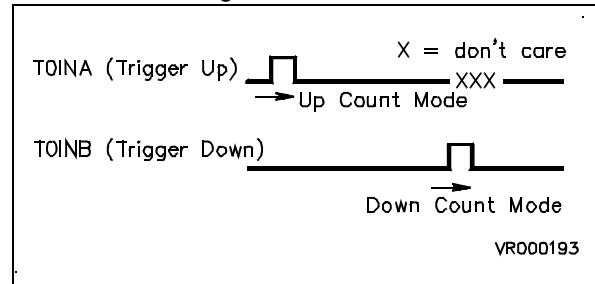 X = don't care
T0INA (Trigger Up)
XXX
Up Count Mode
T0INB (Trigger Down)
Down Count Mode
VR000193